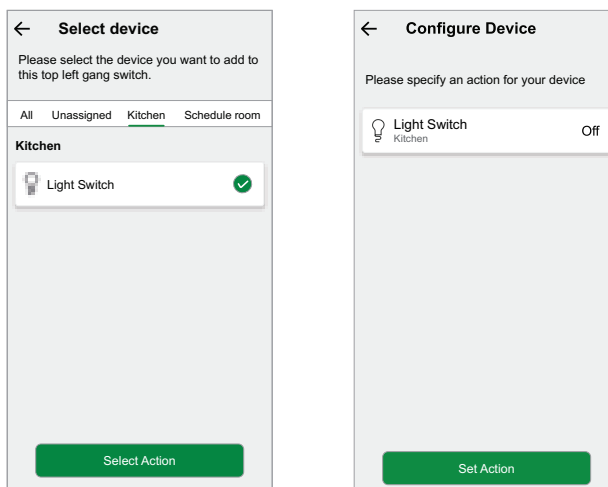 Select device
Please select the device you want to add to
this top left gang switch.
All Unassigned Kitchen Schedule room
Kitchen
Light Switch
Select Action
Configure Device
Please specify an action for your device
Light Switch
Kitchen
Off
Set Action